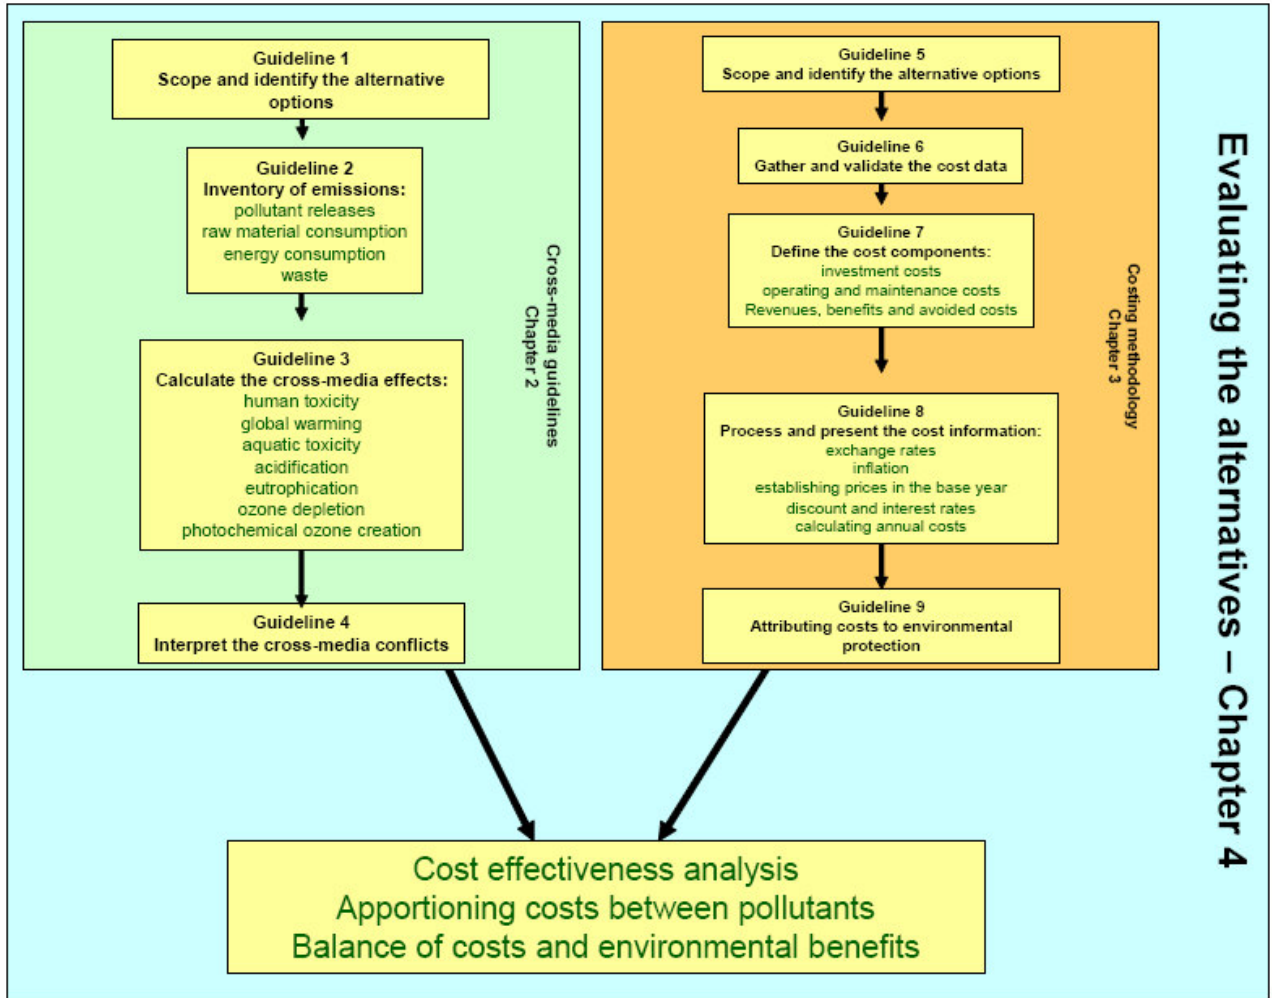 Guideline 1
Scope and identify the alternative
options
Guideline 2
Inventory of emissions:
pollutant releases
raw material consumption
energy consumption
waste
Guideline 3
Calculate the cross-media effects:
human toxicity
global warming
aquatic toxicity
acidification
eutrophication
ozone depletion
photochemical ozone creation
Guideline 4
Interpret the cross-media conflicts
Cross-media guidelines
Chapter 2
Guideline 5
Scope and identify the alternative options
Guideline 6
Gather and validate the cost data
Guideline 7
Define the cost components:
investment costs
operating and maintenance costs
Revenues, benefits and avoided costs
Guideline 8
Process and present the cost information:
exchange rates
inflation
establishing prices in the base year
discount and interest rates
calculating annual costs
Guideline 9
Attributing costs to environmental
protection
Costing methodology
Chapter 3
Evaluating the alternatives – Chapter 4
Cost effectiveness analysis
Apportioning costs between pollutants
Balance of costs and environmental benefits